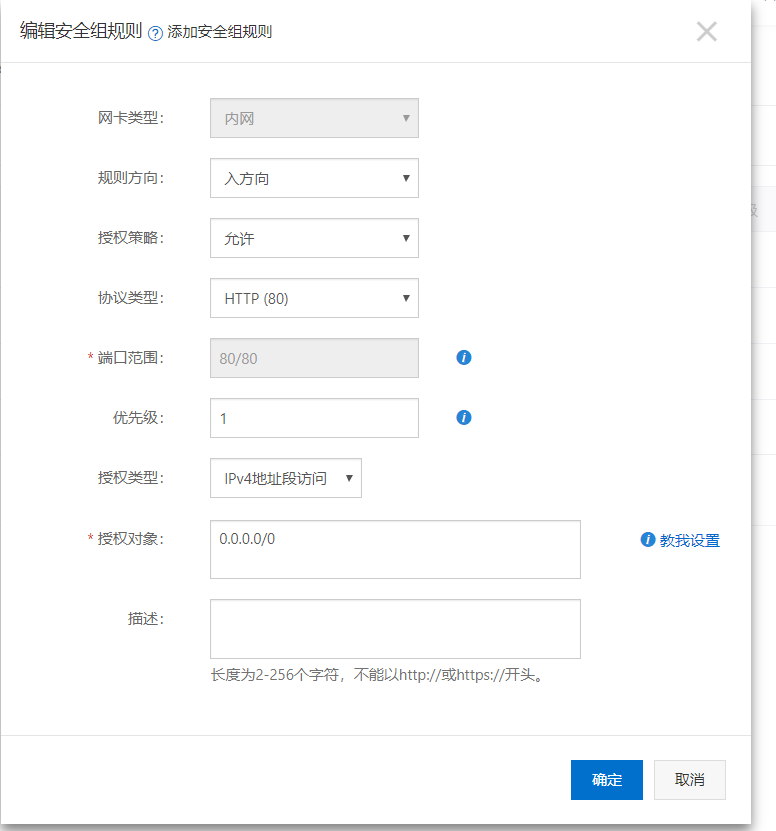 编辑安全组规则 ? 添加安全组规则
网卡类型： 内网
规则方向： 入方向
授权策略： 允许
协议类型： HTTP (80)
* 端口范围： 80/80
优先级： 1
授权类型： IPv4地址段访问
* 授权对象： 0.0.0.0/0 i 教我设置
描述：
长度为2-256个字符，不能以http://或https://开头。
确定 取消